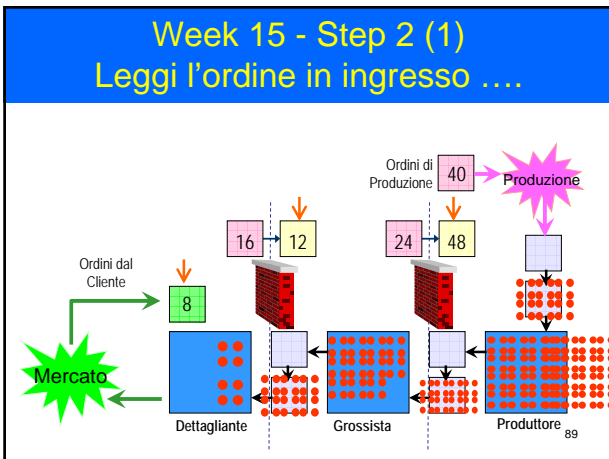 Week 15 - Step 2 (1)
Leggi l'ordine in ingresso ....
Ordini di
Produzione
40
Produzione
16
12
24
48
Ordini dal
Cliente
8
Mercato
Dettagliante
Grossista
Produttore
89